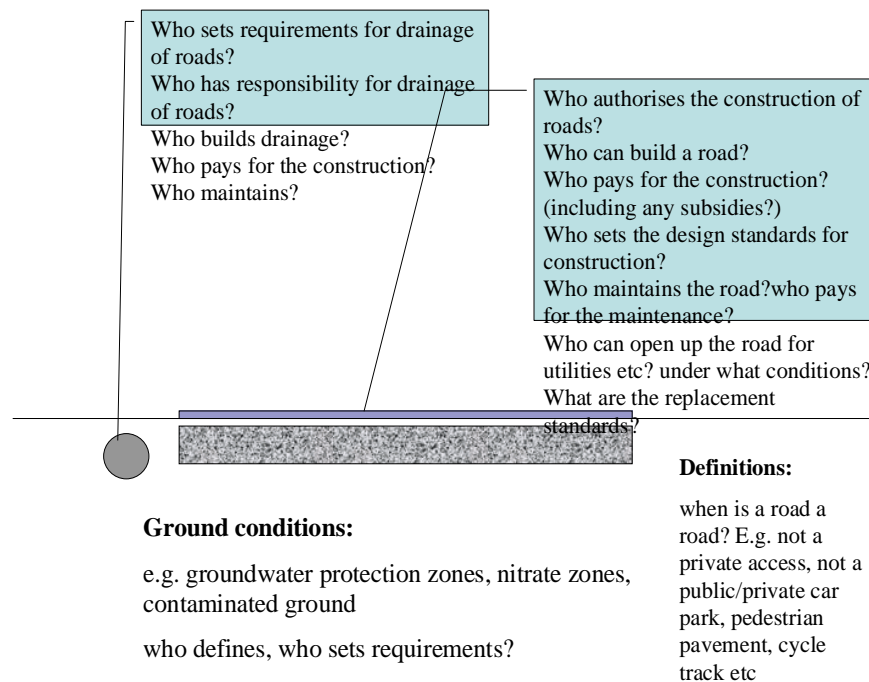 Who sets requirements for drainage
of roads?
Who has responsibility for drainage
of roads?
Who builds drainage?
Who pays for the construction?
Who maintains?
Who authorises the construction of
roads?
Who can build a road?
Who pays for the construction?
(including any subsidies?)
Who sets the design standards for
construction?
Who maintains the road?who pays
for the maintenance?
Who can open up the road for
utilities etc? under what conditions?
What are the replacement
standards?
Ground conditions:
e.g. groundwater protection zones, nitrate zones,
contaminated ground
who defines, who sets requirements?
Definitions:
when is a road a
road? E.g. not a
private access, not a
public/private car
park, pedestrian
pavement, cycle
track etc